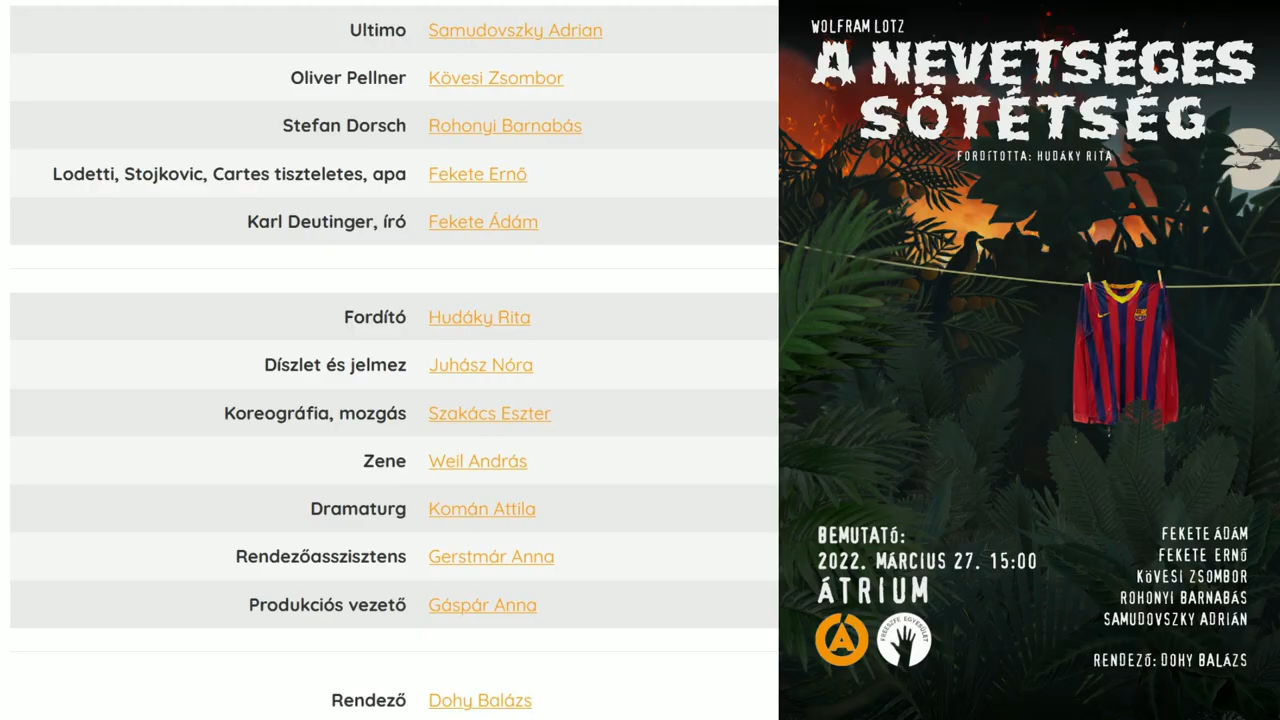 Ultimo Samudovszky Adrian
Oliver Pellner Kövesi Zsombor
Stefan Dorsch Rohonyi Barnabás
Lodetti, Stojkovic, Cartes tiszteletes, apa Fekete Ernő
Karl Deutinger, író Fekete Ádám
Fordító Hudáky Rita
Díszlet és jelmez Juhász Nóra
Koreográfia, mozgás Szakács Eszter
Zene Weil András
Dramaturg Komán Attila
Rendezőasszisztens Gerstmár Anna
Produkciós vezető Gáspár Anna
Rendező Dohy Balázs
WOLFRAM LOTZ
A NEVETSÉGES
SÖTÉTSÉG
FORDÍTOTTA: HUDÁKY RITA
BEMUTATÓ:
2022. MÁRCIUS 27. 15:00
ÁTRIUM
FREESZFE EGYESÜLET
FEKETE ÁDÁM
FEKETE ERNŐ
KÖVESI ZSOMBOR
ROHONYI BARNABÁS
SAMUDOVSZKY ADRIÁN
RENDEZŐ: DOHY BALÁZS